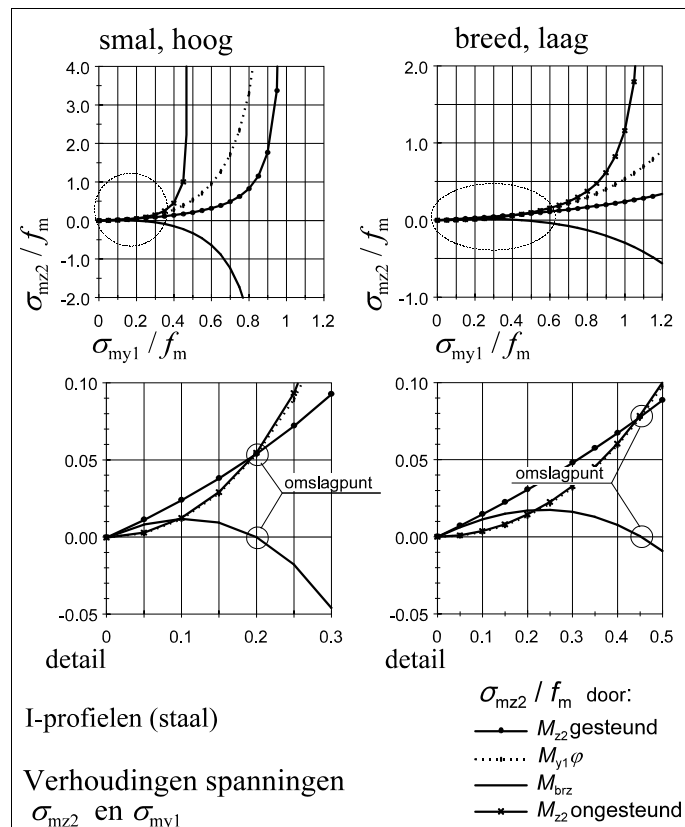 smal, hoog
breed, laag
4.0
3.0
2.0
1.0
0.0
-1.0
-2.0
σmz2 / fm
0 0.2 0.4 0.6 0.8 1 1.2
σmy1 / fm
2.0
1.0
0.0
-1.0
σmz2 / fm
0 0.2 0.4 0.6 0.8 1 1.2
σmy1 / fm
0.10
0.05
0.00
-0.05
omslagpunt
0 0.1 0.2 0.3
detail
0.10
0.05
0.00
-0.05
omslagpunt
0 0.1 0.2 0.3 0.4 0.5
detail
I-profielen (staal)
Verhoudingen spanningen
σmz2 en σmy1
σmz2 / fm door:
Mz2 gesteund
My1φ
Mbrz
Mz2 ongesteund